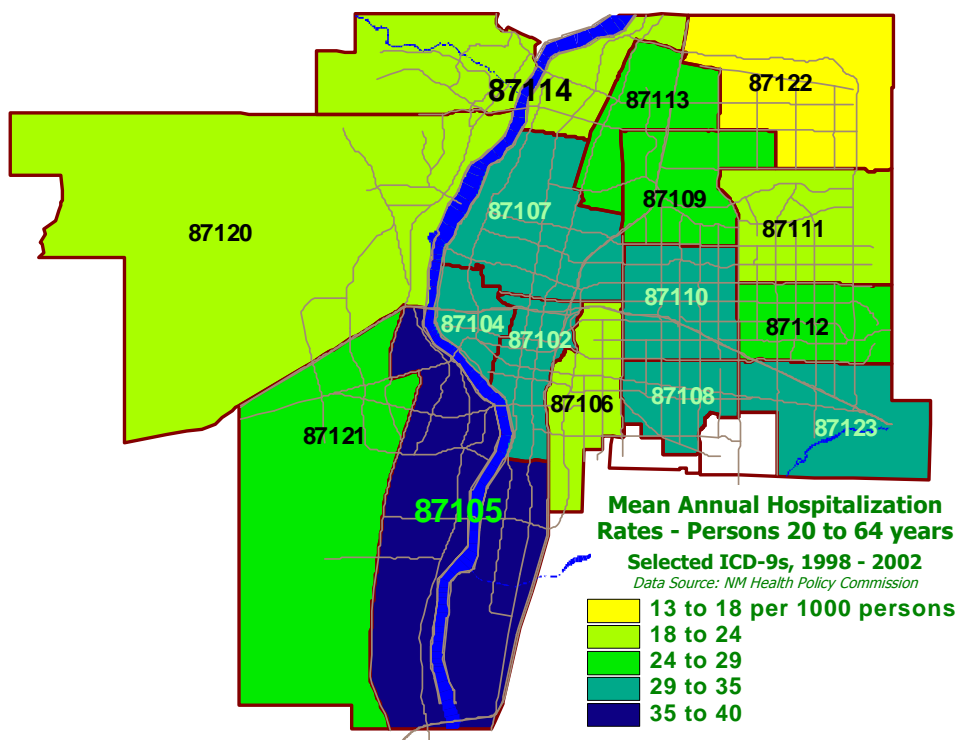 87114
87122
87113
87109
87107
87111
87120
87110
87104
87102
87112
87106
87108
87121
87123
87105
Mean Annual Hospitalization
Rates - Persons 20 to 64 years
Selected ICD-9s, 1998 - 2002
Data Source: NM Health Policy Commission
13 to 18 per 1000 persons
18 to 24
24 to 29
29 to 35
35 to 40